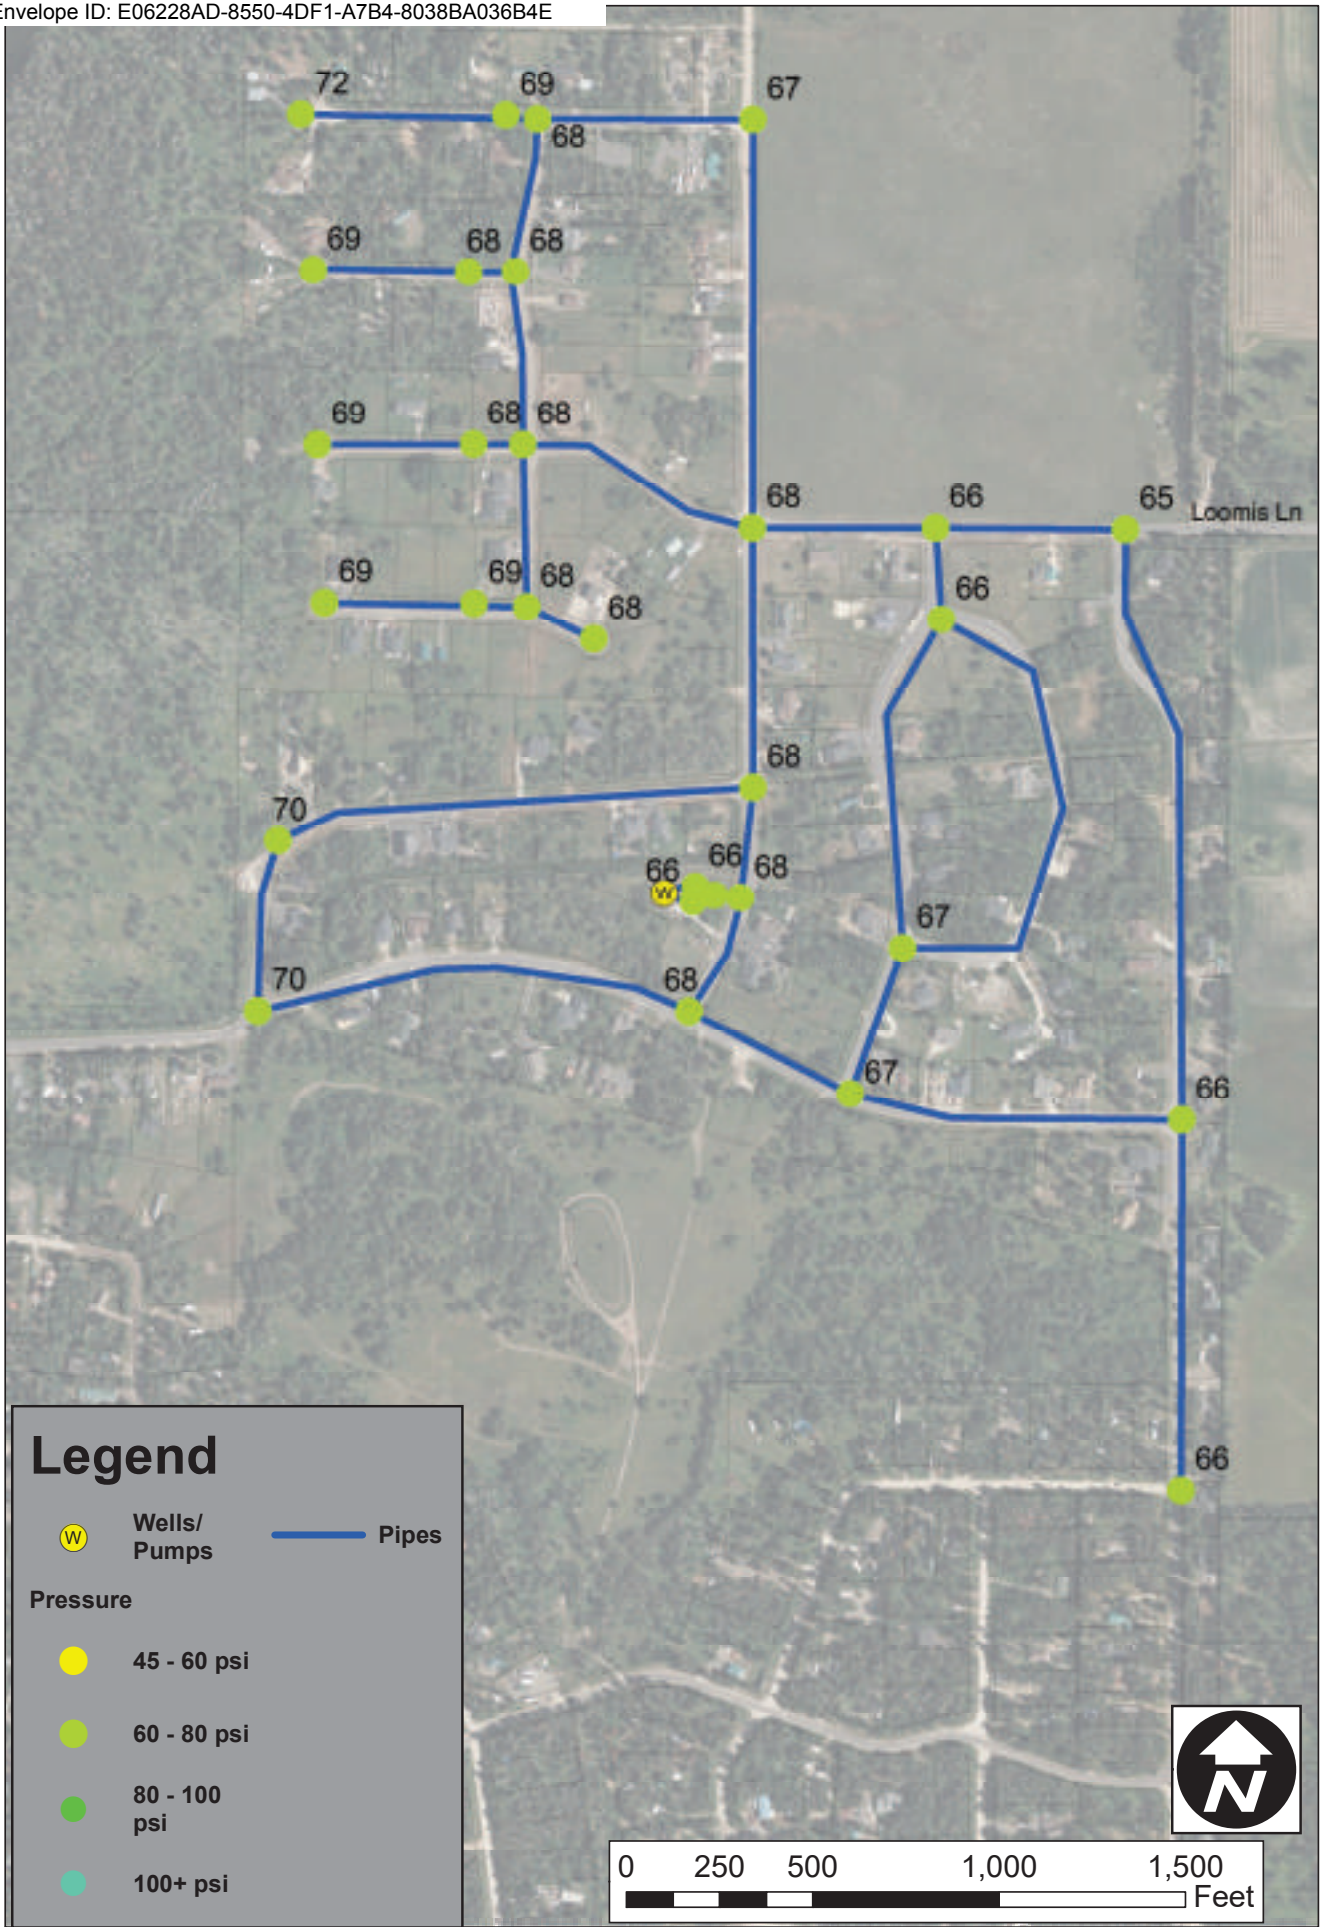 Envelope ID: E06228AD-8550-4DF1-A7B4-8038BA036B4E
72
69
67
68
69
68
68
69
68
68
68
66
65
Loomis Ln
69
69
68
68
66
68
70
66
66
68
W
67
70
68
67
66
66
Legend
W
Wells/
Pumps
Pipes
Pressure
45 - 60 psi
60 - 80 psi
80 - 100
psi
100+ psi
N
0 250 500 1,000 1,500
Feet